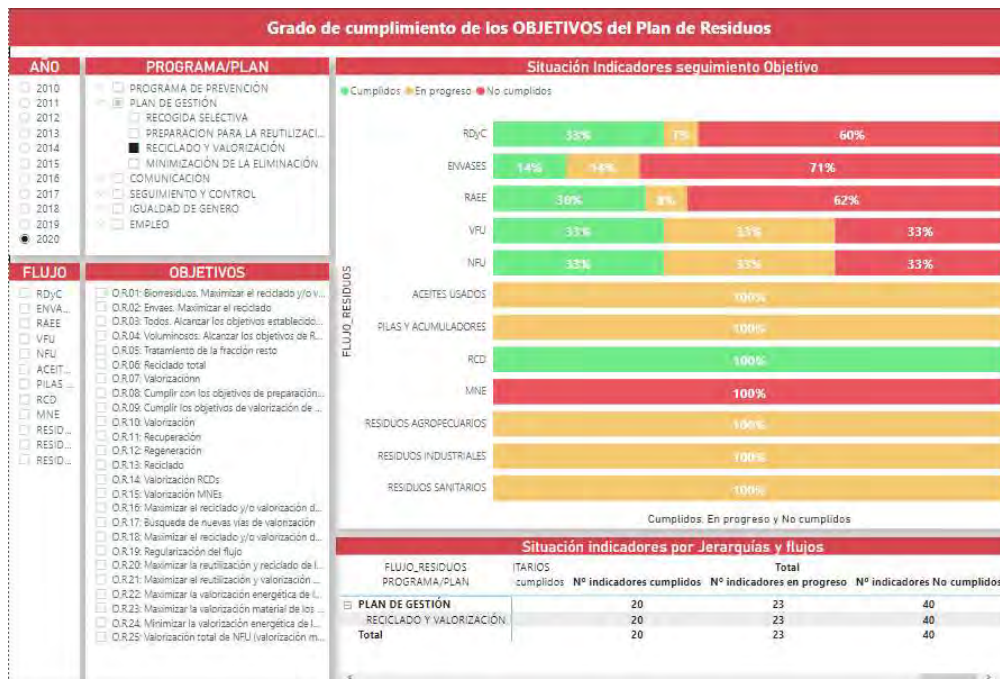 Grado de cumplimiento de los OBJETIVOS del Plan de Residuos
AÑO
2010
2011
2012
2013
2014
2015
2016
2017
2018
2019
2020
PROGRAMA/PLAN
PROGRAMA DE PREVENCIÓN
PLAN DE GESTIÓN
RECOGIDA SELECTIVA
PREPARACION PARA LA REUTILIZACI...
RECICLADO Y VALORIZACIÓN
MINIMIZACIÓN DE LA ELIMINACIÓN
COMUNICACIÓN
SEGUIMIENTO Y CONTROL
IGUALDAD DE GENERO
EMPLEO
FLUJO
RDyC
ENVA...
RAEE
VFU
NFU
ACEIT...
PILAS ...
RCD
MNE
RESID...
RESID...
RESID...
OBJETIVOS
O.R.01: Biorresiduos. Maximizar el reciclado y/o v...
O.R.02: Envaes. Maximizar el reciclado
O.R.03: Todos. Alcanzar los objetivos establecido...
O.R.04: Voluminosos: Alcanzar los objetivos de R...
O.R.05: Tratamiento de la fracción resto
O.R.06: Reciclado total
O.R.07: Valorizaciónn
O.R.08: Cumplir con los objetivos de preparación...
O.R.09: Cumplir los objetivos de valorización de ...
O.R.10: Valorización
O.R.11: Recuperación
O.R.12: Regeneración
O.R.13: Reciclado
O.R.14: Valorización RCDs
O.R.15: Valorización MNEs
O.R.16: Maximizar el reciclado y/o valorización d...
O.R.17: Busqueda de nuevas vías de valorización
O.R.18: Maximizar el reciclado y/o valorización d...
O.R.19: Regularización del flujo
O.R.20: Maximizar la reutilización y reciclado de l...
O.R.21: Maximizar el reutilización y valorización ...
O.R.22: Maximizar la valorización energética de l...
O.R.23: Maximizar la valorización material de los ...
O.R.24: Minimizar la valorización energética de l...
O.R.25: Valorización total de NFU (valorización m...
Situación Indicadores seguimiento Objetivo
Cumplidos En progreso No cumplidos
FLUJO_RESIDUOS
RDyC 33% 7% 60%
ENVASES 14% 14% 71%
RAEE 30% 8% 62%
VFU 33% 33% 33%
NFU 33% 33% 33%
ACEITES USADOS 100%
PILAS Y ACUMULADORES 100%
RCD 100%
MNE 100%
RESIDUOS AGROPECUARIOS 100%
RESIDUOS INDUSTRIALES 100%
RESIDUOS SANITARIOS 100%
Cumplidos, En progreso y No cumplidos
Situación indicadores por Jerarquías y flujos
FLUJO_RESIDUOS ITARIOS Total
PROGRAMA/PLAN cumplidos Nº indicadores cumplidos Nº indicadores en progreso Nº indicadores No cumplidos
PLAN DE GESTIÓN 20 23 40
RECICLADO Y VALORIZACIÓN 20 23 40
Total 20 23 40